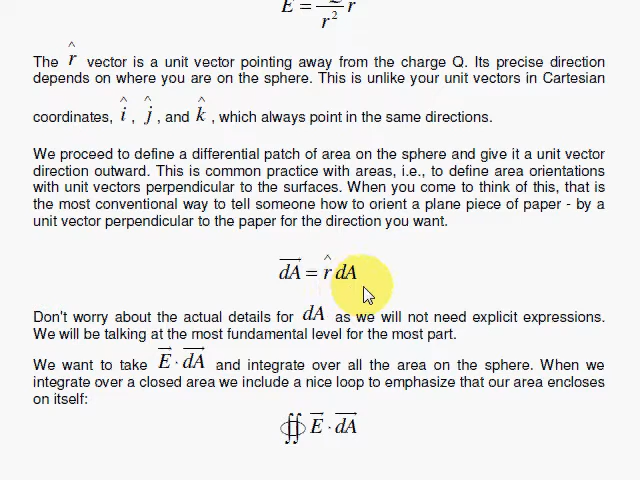 E = r² r
The r̂ vector is a unit vector pointing away from the charge Q. Its precise direction
depends on where you are on the sphere. This is unlike your unit vectors in Cartesian
coordinates, î , ĵ , and k̂ , which always point in the same directions.
We proceed to define a differential patch of area on the sphere and give it a unit vector
direction outward. This is common practice with areas, i.e., to define area orientations
with unit vectors perpendicular to the surfaces. When you come to think of this, that is
the most conventional way to tell someone how to orient a plane piece of paper - by a
unit vector perpendicular to the paper for the direction you want.
d⃗A = r̂ dA
Don't worry about the actual details for dA as we will not need explicit expressions.
We will be talking at the most fundamental level for the most part.
We want to take E⃗ · d⃗A and integrate over all the area on the sphere. When we
integrate over a closed area we include a nice loop to emphasize that our area encloses
on itself:
∯ E⃗ · d⃗A